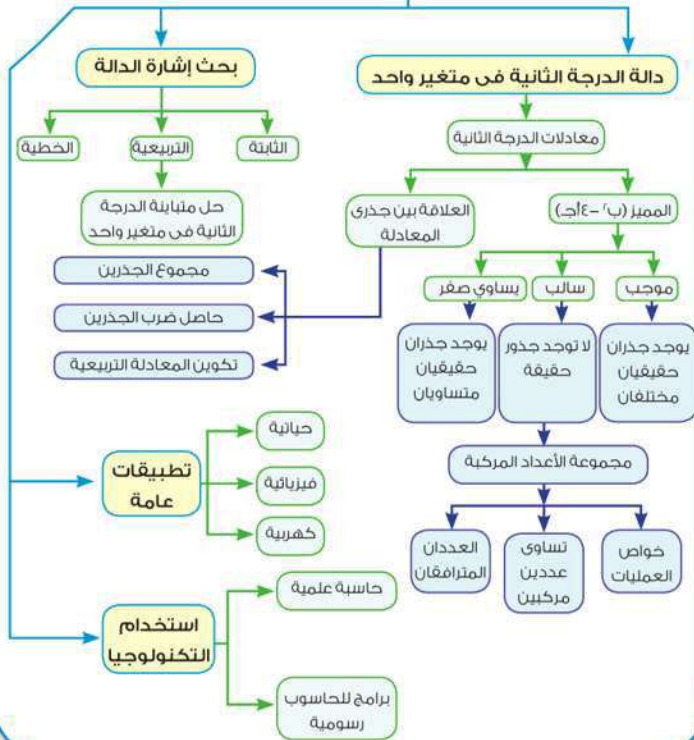 دالة الدرجة الثانية فى متغير واحد
معادلات الدرجة الثانية
المميز (ب٢ -٤أجـ)
موجب
سالب
يساوي صفر
يوجد جذران
حقيقيان
مختلفان
لا توجد جذور
حقيقة
يوجد جذران
حقيقيان
متساويان
مجموعة الأعداد المركبة
خواص
العمليات
تساوى
عددين
مركبين
العددان
المترافقان
العلاقة بين جذرى
المعادلة
مجموع الجذرين
حاصل ضرب الجذرين
تكوين المعادلة التربيعية
بحث إشارة الدالة
الثابتة
التربيعية
الخطية
حل متباينة الدرجة
الثانية فى متغير واحد
تطبيقات
عامة
حياتية
فيزيائية
كهربية
استخدام
التكنولوجيا
حاسبة علمية
برامج للحاسوب
رسومية